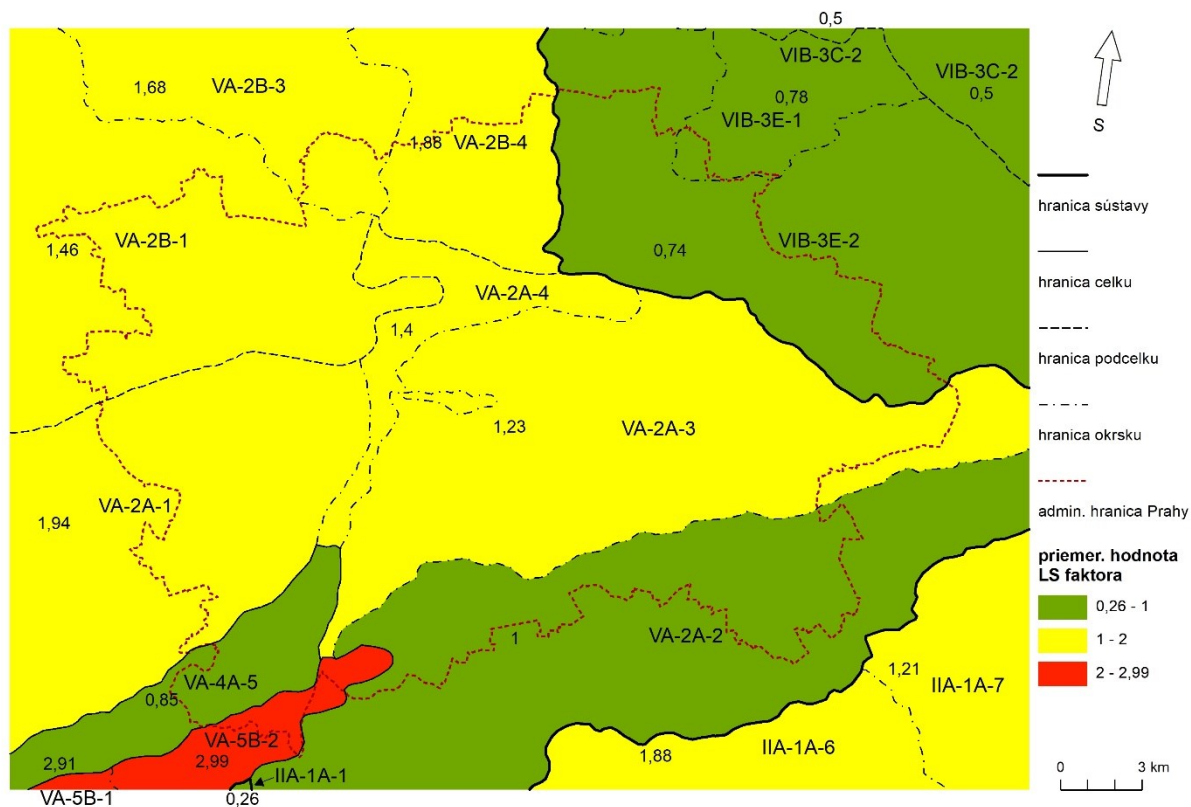 0,5
VIB-3C-2
VIB-3C-2
0,5
VA-2B-3
1,68
0,78
VIB-3E-1
1,88
VA-2B-4
S
VA-2B-1
1,46
0,74
VIB-3E-2
VA-2A-4
1,4
1,23
VA-2A-3
VA-2A-1
1,94
1
VA-2A-2
VA-4A-5
0,85
1,21
IIA-1A-7
VA-5B-2
2,91
2,99
1,88
IIA-1A-6
IIA-1A-1
VA-5B-1
0,26
hranica sústavy
hranica celku
hranica podcelku
hranica okrsku
admin. hranica Prahy
priemer. hodnota
LS faktora
0,26 - 1
1 - 2
2 - 2,99
0
3 km